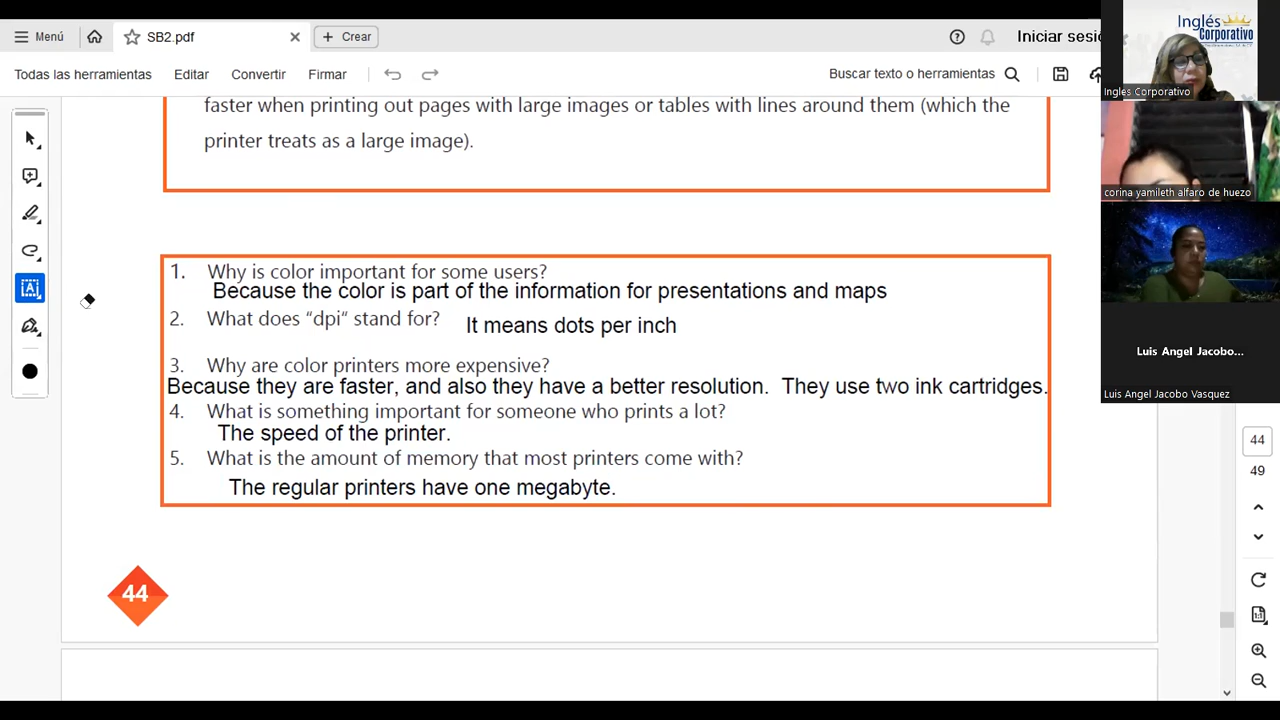 Menú
SB2.pdf
Crear
Iniciar sesió
Todas las herramientas
Editar
Convertir
Firmar
Buscar texto o herramientas
faster when printing out pages with large images or tables with lines around them (which the
printer treats as a large image).
1. Why is color important for some users?
Because the color is part of the information for presentations and maps
2. What does “dpi“ stand for? It means dots per inch
3. Why are color printers more expensive?
Because they are faster, and also they have a better resolution. They use two ink cartridges.
4. What is something important for someone who prints a lot?
The speed of the printer.
5. What is the amount of memory that most printers come with?
The regular printers have one megabyte.
44
44
49
Inglés
Corporativo
Ingles Corporativo
corina yamileth alfaro de huezo
Luis Angel Jacobo...
Luis Angel Jacobo Vasquez